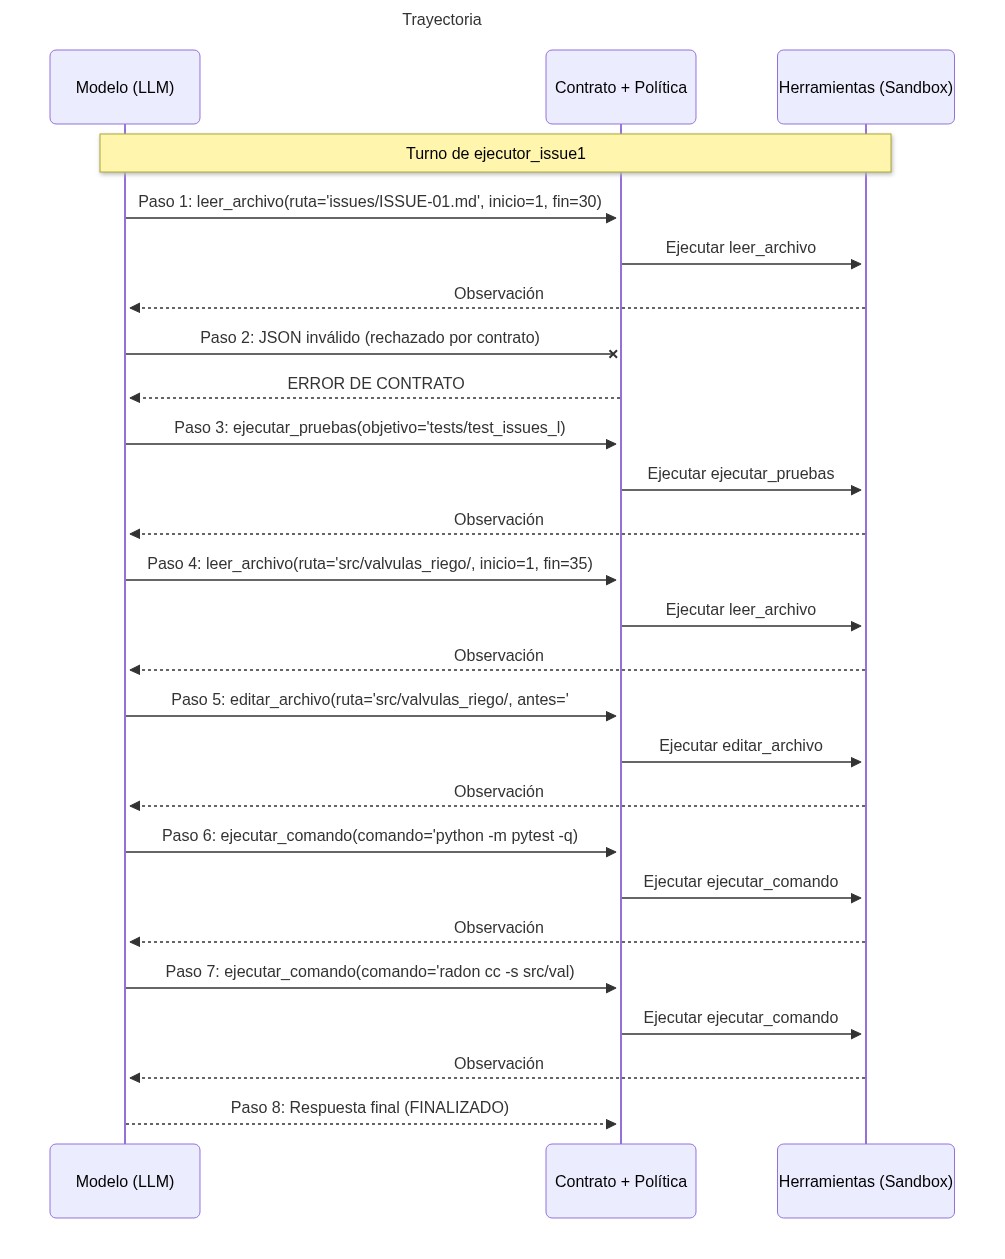 Trayectoria
Modelo (LLM)
Contrato + Política
Herramientas (Sandbox)
Turno de ejecutor_issue1
Paso 1: leer_archivo(ruta='issues/ISSUE-01.md', inicio=1, fin=30)
Ejecutar leer_archivo
Observación
Paso 2: JSON inválido (rechazado por contrato)
ERROR DE CONTRATO
Paso 3: ejecutar_pruebas(objetivo='tests/test_issues_l)
Ejecutar ejecutar_pruebas
Observación
Paso 4: leer_archivo(ruta='src/valvulas_riego/, inicio=1, fin=35)
Ejecutar leer_archivo
Observación
Paso 5: editar_archivo(ruta='src/valvulas_riego/, antes='
Ejecutar editar_archivo
Observación
Paso 6: ejecutar_comando(comando='python -m pytest -q)
Ejecutar ejecutar_comando
Observación
Paso 7: ejecutar_comando(comando='radon cc -s src/val)
Ejecutar ejecutar_comando
Observación
Paso 8: Respuesta final (FINALIZADO)
Modelo (LLM)
Contrato + Política
Herramientas (Sandbox)